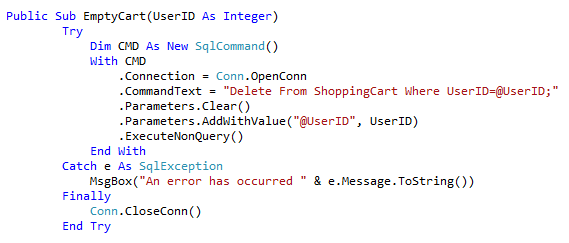 Public Sub EmptyCart(UserID As Integer)
Try
Dim CMD As New SqlCommand()
With CMD
.Connection = Conn.OpenConn
.CommandText = "Delete From ShoppingCart Where UserID=@UserID;"
.Parameters.Clear()
.Parameters.AddWithValue("@UserID", UserID)
.ExecuteNonQuery()
End With
Catch e As SqlException
MsgBox("An error has occurred " & e.Message.ToString())
Finally
Conn.CloseConn()
End Try